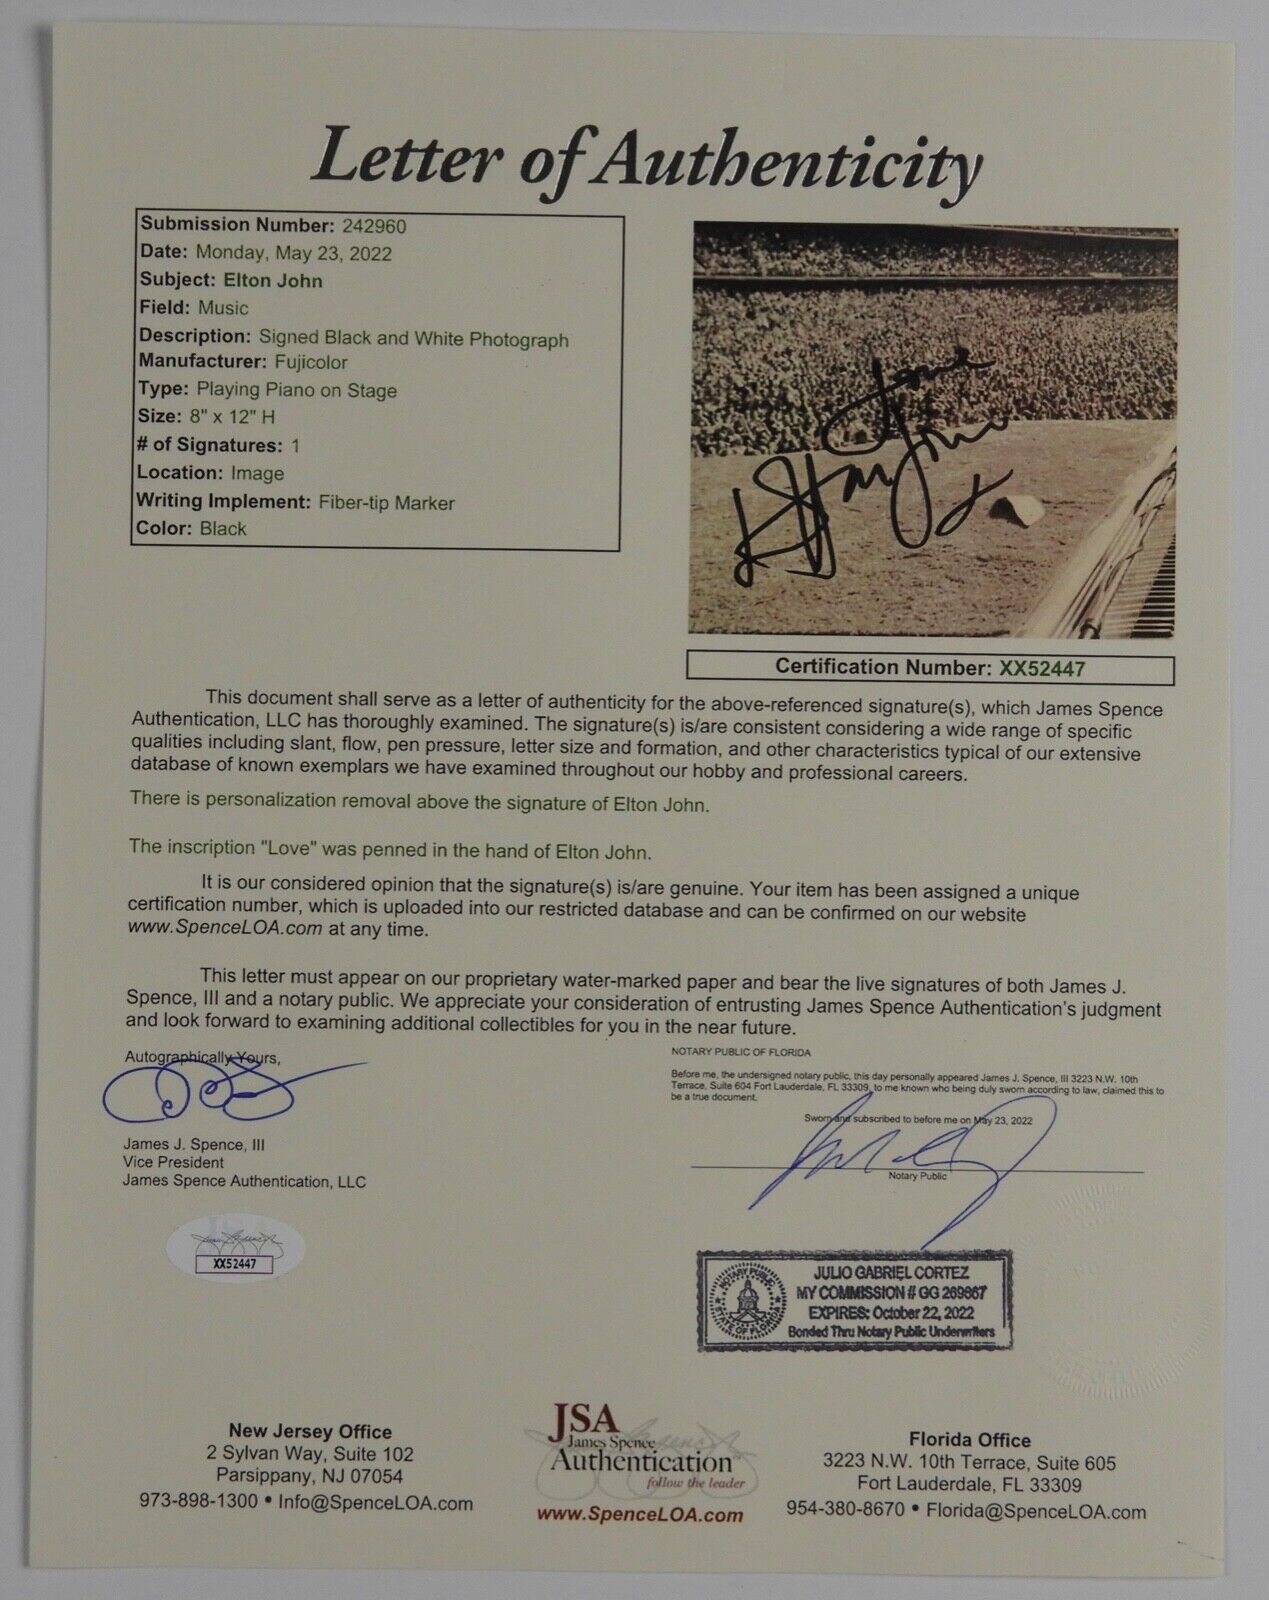 Letter of Authenticity
Submission Number: 242960
Date: Monday, May 23, 2022
Subject: Elton John
Field: Music
Description: Signed Black and White Photograph
Manufacturer: Fujicolor
Type: Playing Piano on Stage
Size: 8" x 12" H
# of Signatures: 1
Location: Image
Writing Implement: Fiber-tip Marker
Color: Black
Love
Elton John
Certification Number: XX52447
This document shall serve as a letter of authenticity for the above-referenced signature(s), which James Spence
Authentication, LLC has thoroughly examined. The signature(s) is/are consistent considering a wide range of specific
qualities including slant, flow, pen pressure, letter size and formation, and other characteristics typical of our extensive
database of known exemplars we have examined throughout our hobby and professional careers.
There is personalization removal above the signature of Elton John.
The inscription "Love" was penned in the hand of Elton John.
It is our considered opinion that the signature(s) is/are genuine. Your item has been assigned a unique
certification number, which is uploaded into our restricted database and can be confirmed on our website
www.SpenceLOA.com at any time.
This letter must appear on our proprietary water-marked paper and bear the live signatures of both James J.
Spence, III and a notary public. We appreciate your consideration of entrusting James Spence Authentication's judgment
and look forward to examining additional collectibles for you in the near future.
Autographically Yours,
James J. Spence, III
Vice President
James Spence Authentication, LLC
XX52447
NOTARY PUBLIC OF FLORIDA
Before me, the undersigned notary public, this day personally appeared James J. Spence, III 3223 N.W. 10th
Terrace, Suite 604 Fort Lauderdale, FL 33309, to me known who being duly sworn according to law, claimed this to
be a true document.
Sworn and subscribed to before me on May 23, 2022
Notary Public
NOTARY PUBLIC
STATE OF FLORIDA
JULIO GABRIEL CORTEZ
MY COMMISSION # GG 269867
EXPIRES: October 22, 2022
Bonded Thru Notary Public Underwriters
New Jersey Office
2 Sylvan Way, Suite 102
Parsippany, NJ 07054
973-898-1300 • Info@SpenceLOA.com
JSA
James Spence
Authentication
follow the leader
www.SpenceLOA.com
Florida Office
3223 N.W. 10th Terrace, Suite 605
Fort Lauderdale, FL 33309
954-380-8670 • Florida@SpenceLOA.com